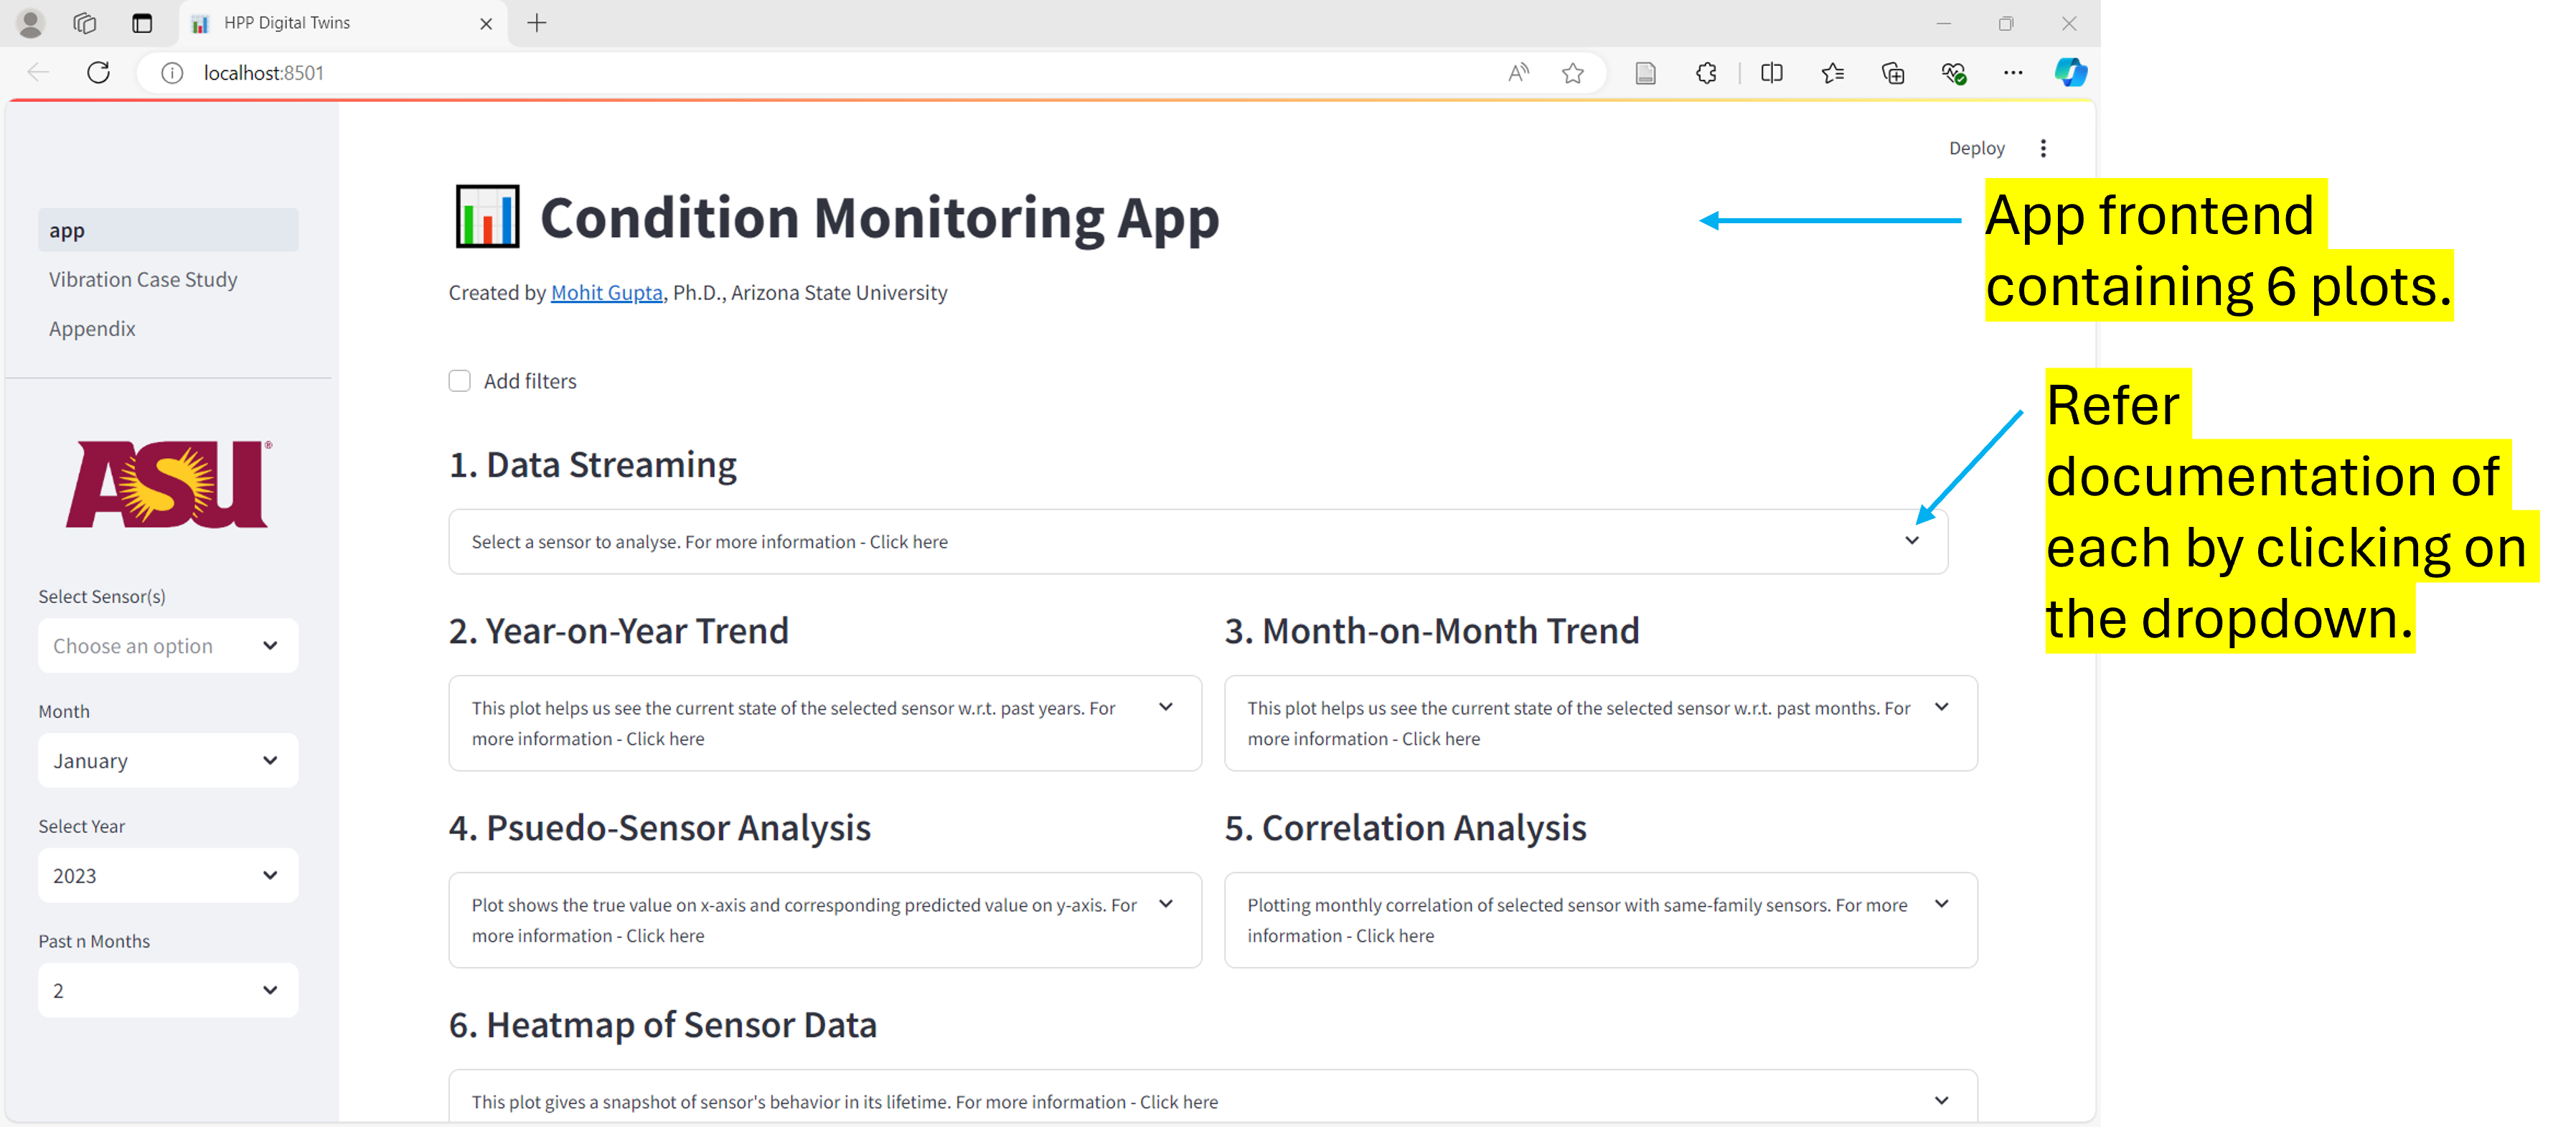 HPP Digital Twins
localhost:8501
Deploy
app
Vibration Case Study
Appendix
ASU®
Select Sensor(s)
Choose an option
Month
January
Select Year
2023
Past n Months
2
Condition Monitoring App
Created by Mohit Gupta, Ph.D., Arizona State University
Add filters
1. Data Streaming
Select a sensor to analyse. For more information - Click here
2. Year-on-Year Trend
This plot helps us see the current state of the selected sensor w.r.t. past years. For
more information - Click here
3. Month-on-Month Trend
This plot helps us see the current state of the selected sensor w.r.t. past months. For
more information - Click here
4. Psuedo-Sensor Analysis
Plot shows the true value on x-axis and corresponding predicted value on y-axis. For
more information - Click here
5. Correlation Analysis
Plotting monthly correlation of selected sensor with same-family sensors. For more
information - Click here
6. Heatmap of Sensor Data
This plot gives a snapshot of sensor's behavior in its lifetime. For more information - Click here
App frontend
containing 6 plots.
Refer
documentation of
each by clicking on
the dropdown.